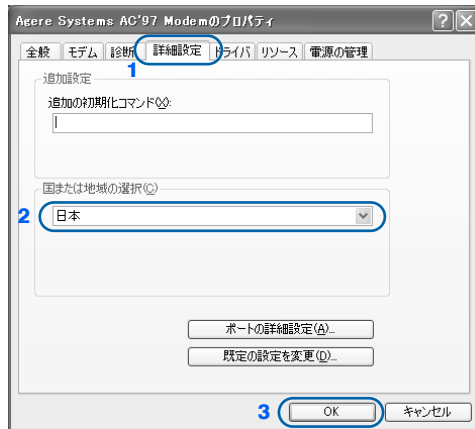 Agere Systems AC'97 Modemのプロパティ
全般 モデム 診断 詳細設定 ドライバ リソース 電源の管理
1
追加設定
追加の初期化コマンド(X):
国または地域の選択(C)
2 日本
ポートの詳細設定(A)...
既定の設定を変更(D)...
3 OK キャンセル